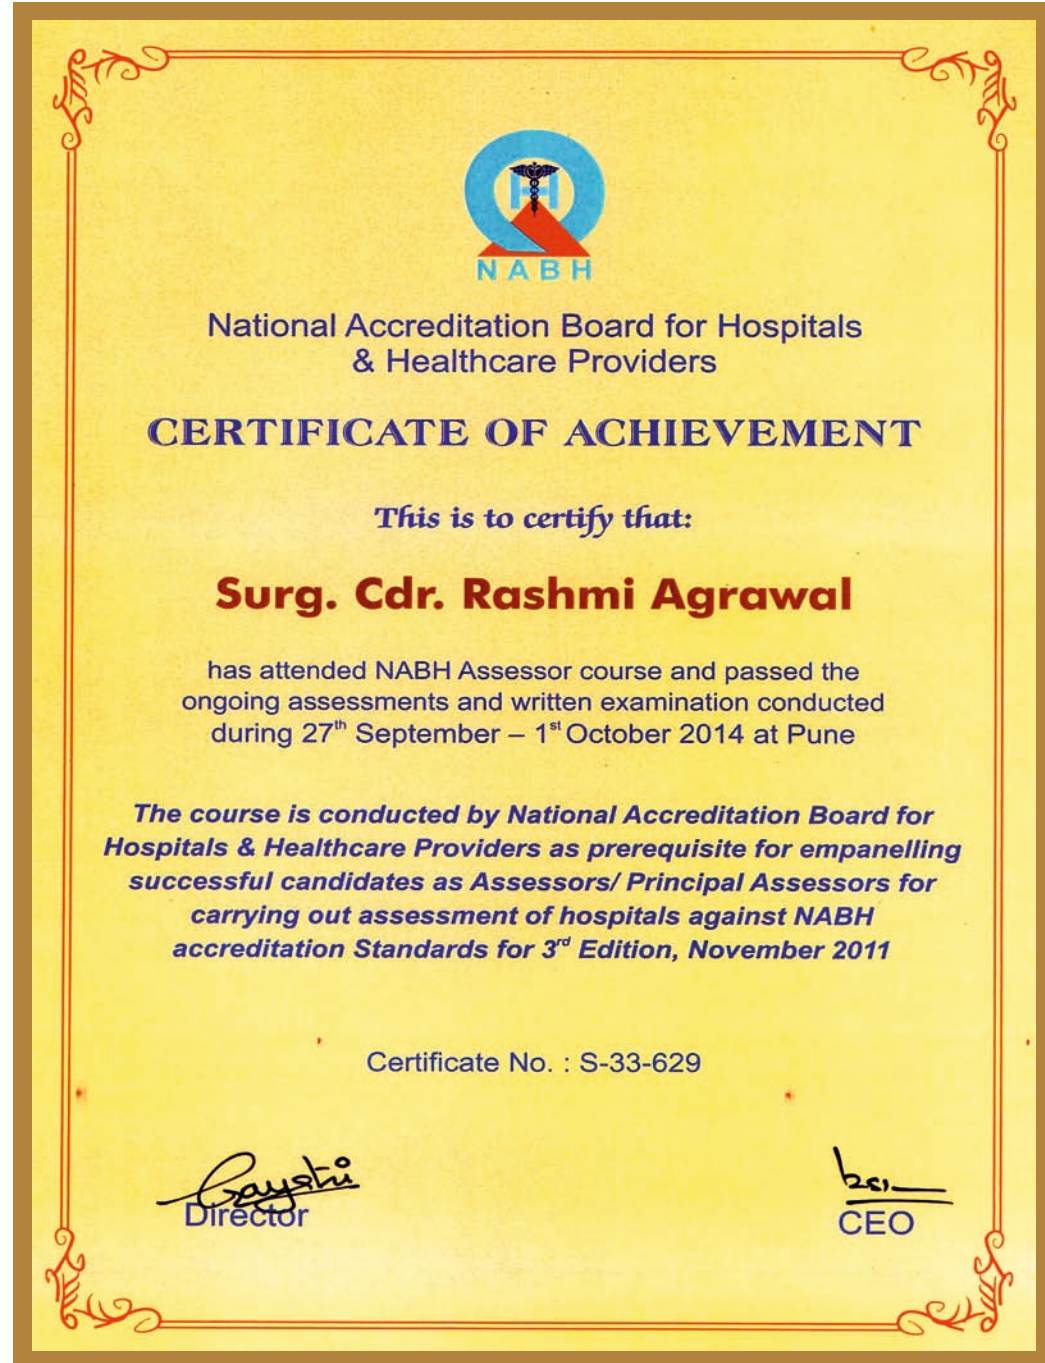 NABH
National Accreditation Board for Hospitals
& Healthcare Providers
CERTIFICATE OF ACHIEVEMENT
This is to certify that:
Surg. Cdr. Rashmi Agrawal
has attended NABH Assessor course and passed the
ongoing assessments and written examination conducted
during 27th September – 1st October 2014 at Pune
The course is conducted by National Accreditation Board for
Hospitals & Healthcare Providers as prerequisite for empanelling
successful candidates as Assessors/ Principal Assessors for
carrying out assessment of hospitals against NABH
accreditation Standards for 3rd Edition, November 2011
Certificate No. : S-33-629
Gayatri
Director
CEO